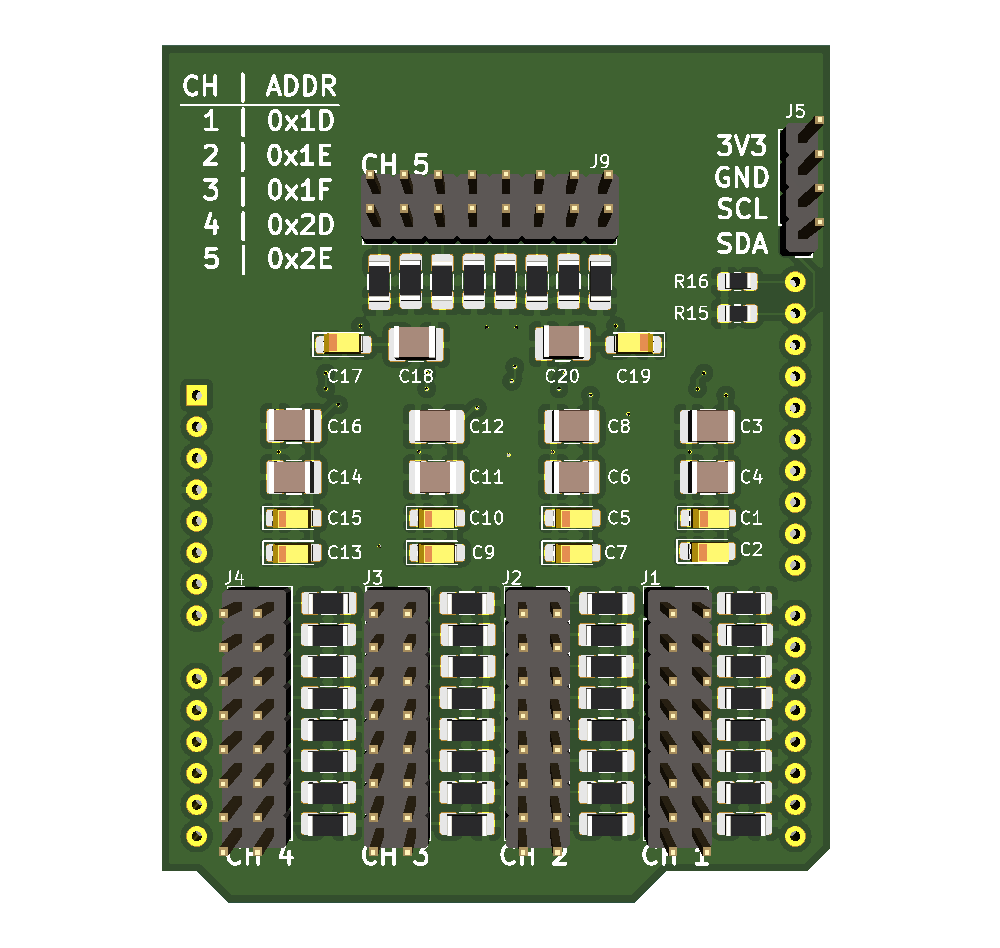 CH | ADDR
1 | 0x1D
2 | 0x1E
3 | 0x1F
4 | 0x2D
5 | 0x2E
CH 5
J9
J5
3V3
GND
SCL
SDA
R16
R15
C17 C18 C20 C19
C16 C12 C8 C3
C14 C11 C6 C4
C15 C10 C5 C1
C13 C9 C7 C2
J4 J3 J2 J1
CH 4 CH 3 CH 2 CH 1